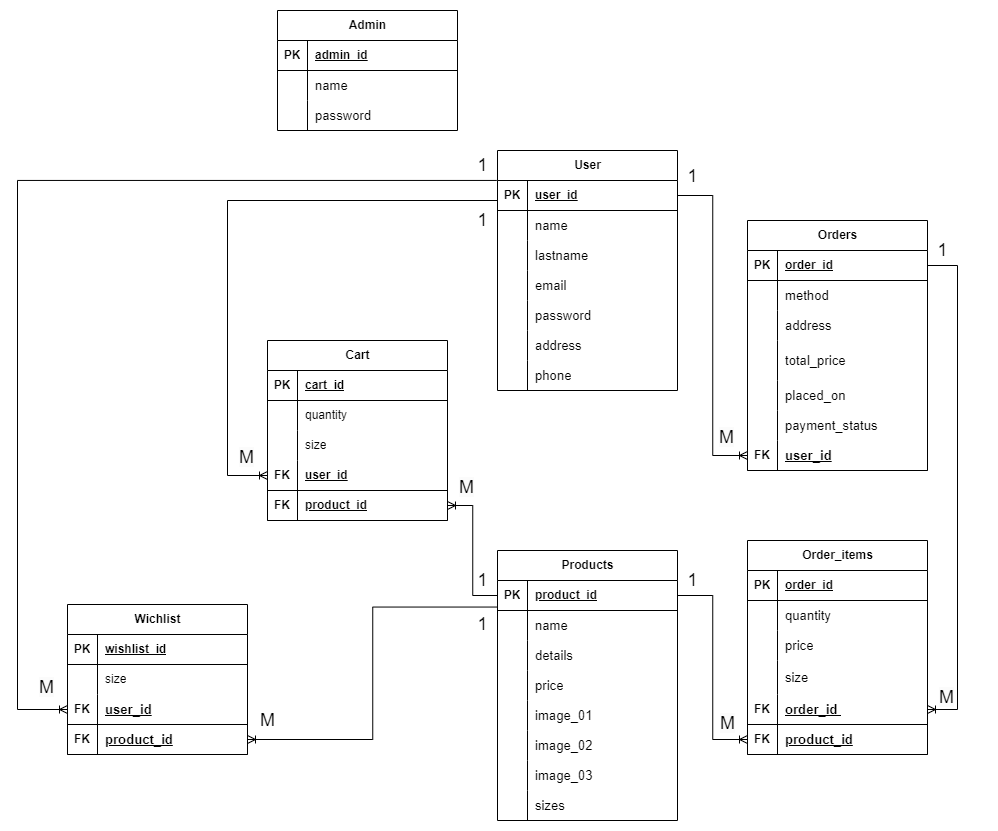 Admin
PK admin_id
name
password
1 User
1
PK user_id
1
name
lastname
email
password
address
phone
Orders
1
PK order_id
method
address
total_price
placed_on
payment_status
M
FK user_id
Cart
PK cart_id
quantity
size
M
FK user_id
M
FK product_id
Products
1
1
PK product_id
1
name
details
price
image_01
image_02
image_03
sizes
Order_items
PK order_id
quantity
price
size
M
FK order_id
M
FK product_id
Wichlist
PK wishlist_id
size
M
FK user_id
M
FK product_id